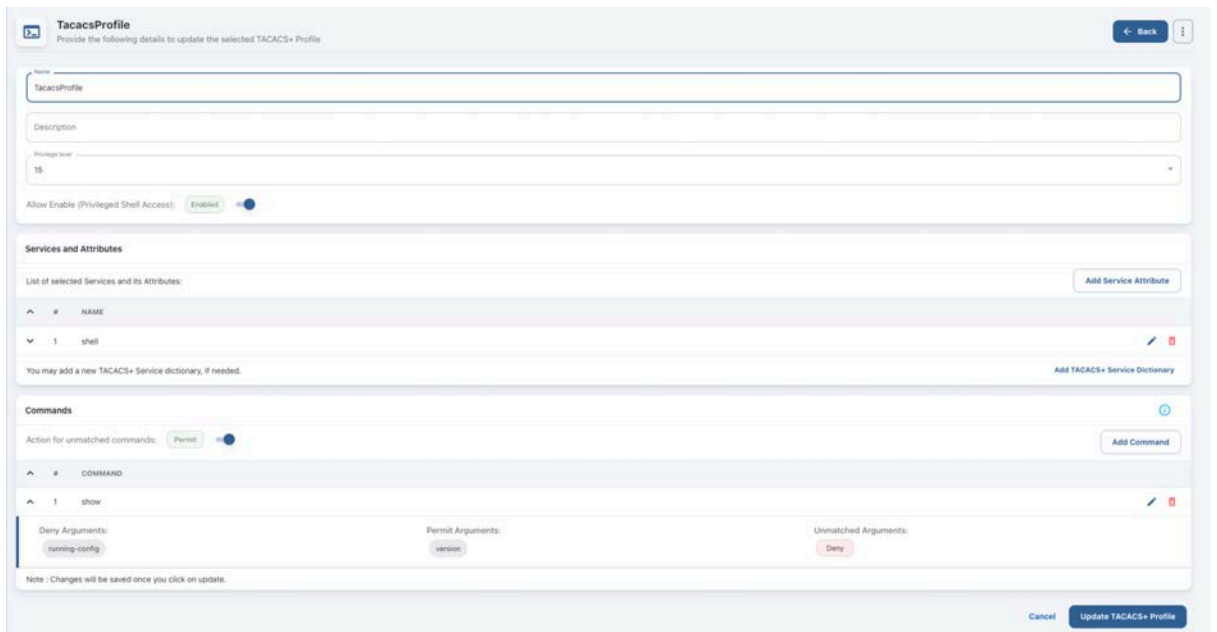 TacacsProfile
Provide the following details to update the selected TACACS+ Profile
← Back
Name
TacacsProfile
Description
Privilege level
15
Allow Enable (Privileged Shell Access): Enabled
Services and Attributes
List of selected Services and its Attributes:
Add Service Attribute
# NAME
1 shell
You may add a new TACACS+ Service dictionary, if needed.
Add TACACS+ Service Dictionary
Commands
Action for unmatched commands: Permit
Add Command
# COMMAND
1 show
Deny Arguments: Permit Arguments: Unmatched Arguments:
running-config version Deny
Note : Changes will be saved once you click on update.
Cancel Update TACACS+ Profile